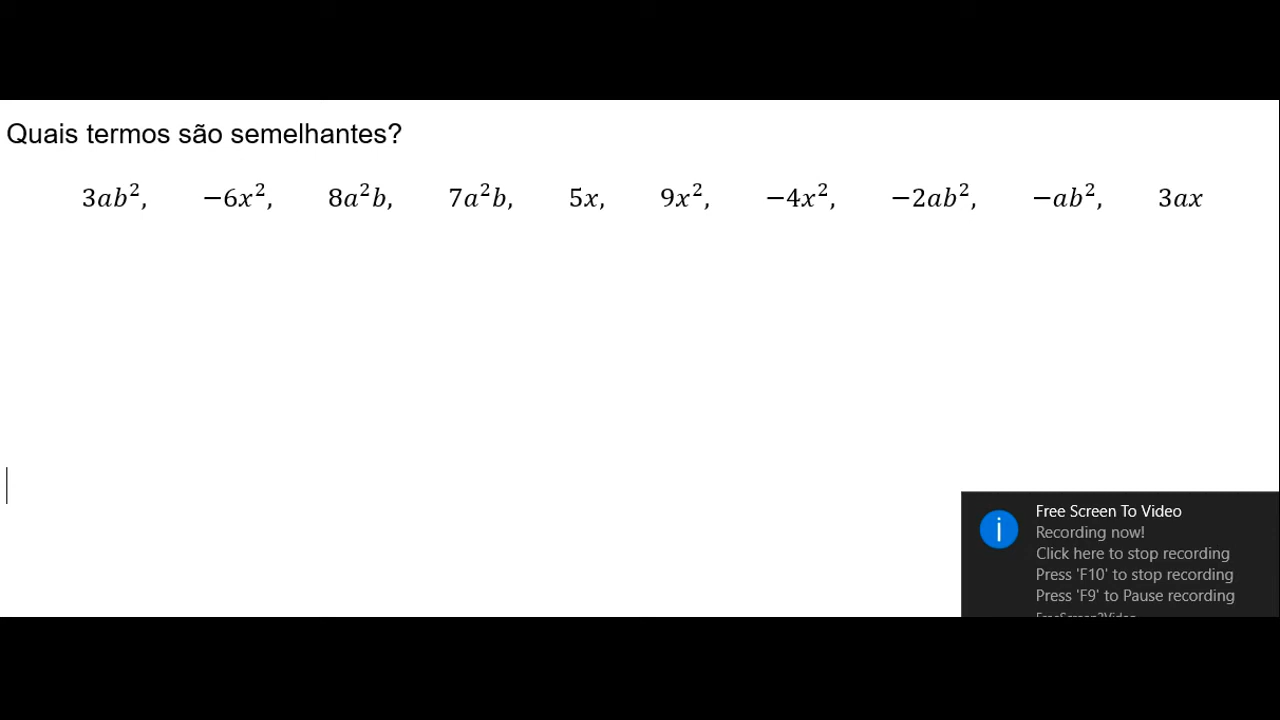 Quais termos são semelhantes?
3ab², −6x², 8a²b, 7a²b, 5x, 9x², −4x², −2ab², −ab², 3ax
Free Screen To Video
Recording now!
Click here to stop recording
Press 'F10' to stop recording
Press 'F9' to Pause recording
FreeScreen2Video